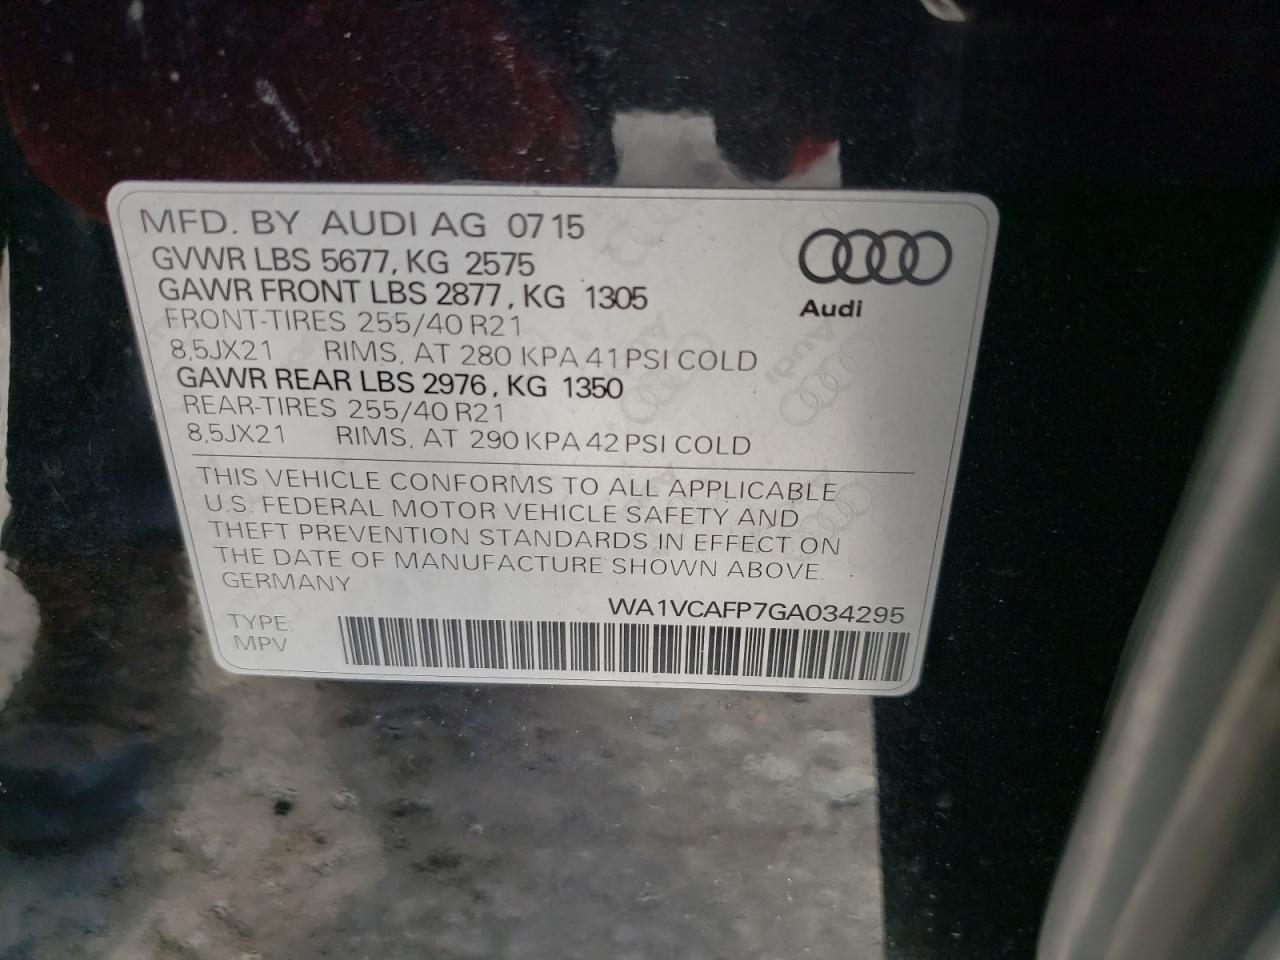 MFD. BY AUDI AG 07 15
GVWR LBS 5677, KG 2575
GAWR FRONT LBS 2877, KG 1305
FRONT-TIRES 255/40 R21
8,5JX21 RIMS, AT 280 KPA 41 PSI COLD
GAWR REAR LBS 2976, KG 1350
REAR-TIRES 255/40 R21
8,5JX21 RIMS, AT 290 KPA 42 PSI COLD
Audi
THIS VEHICLE CONFORMS TO ALL APPLICABLE
U.S. FEDERAL MOTOR VEHICLE SAFETY AND
THEFT PREVENTION STANDARDS IN EFFECT ON
THE DATE OF MANUFACTURE SHOWN ABOVE.
GERMANY
WA1VCAFP7GA034295
TYPE:
MPV